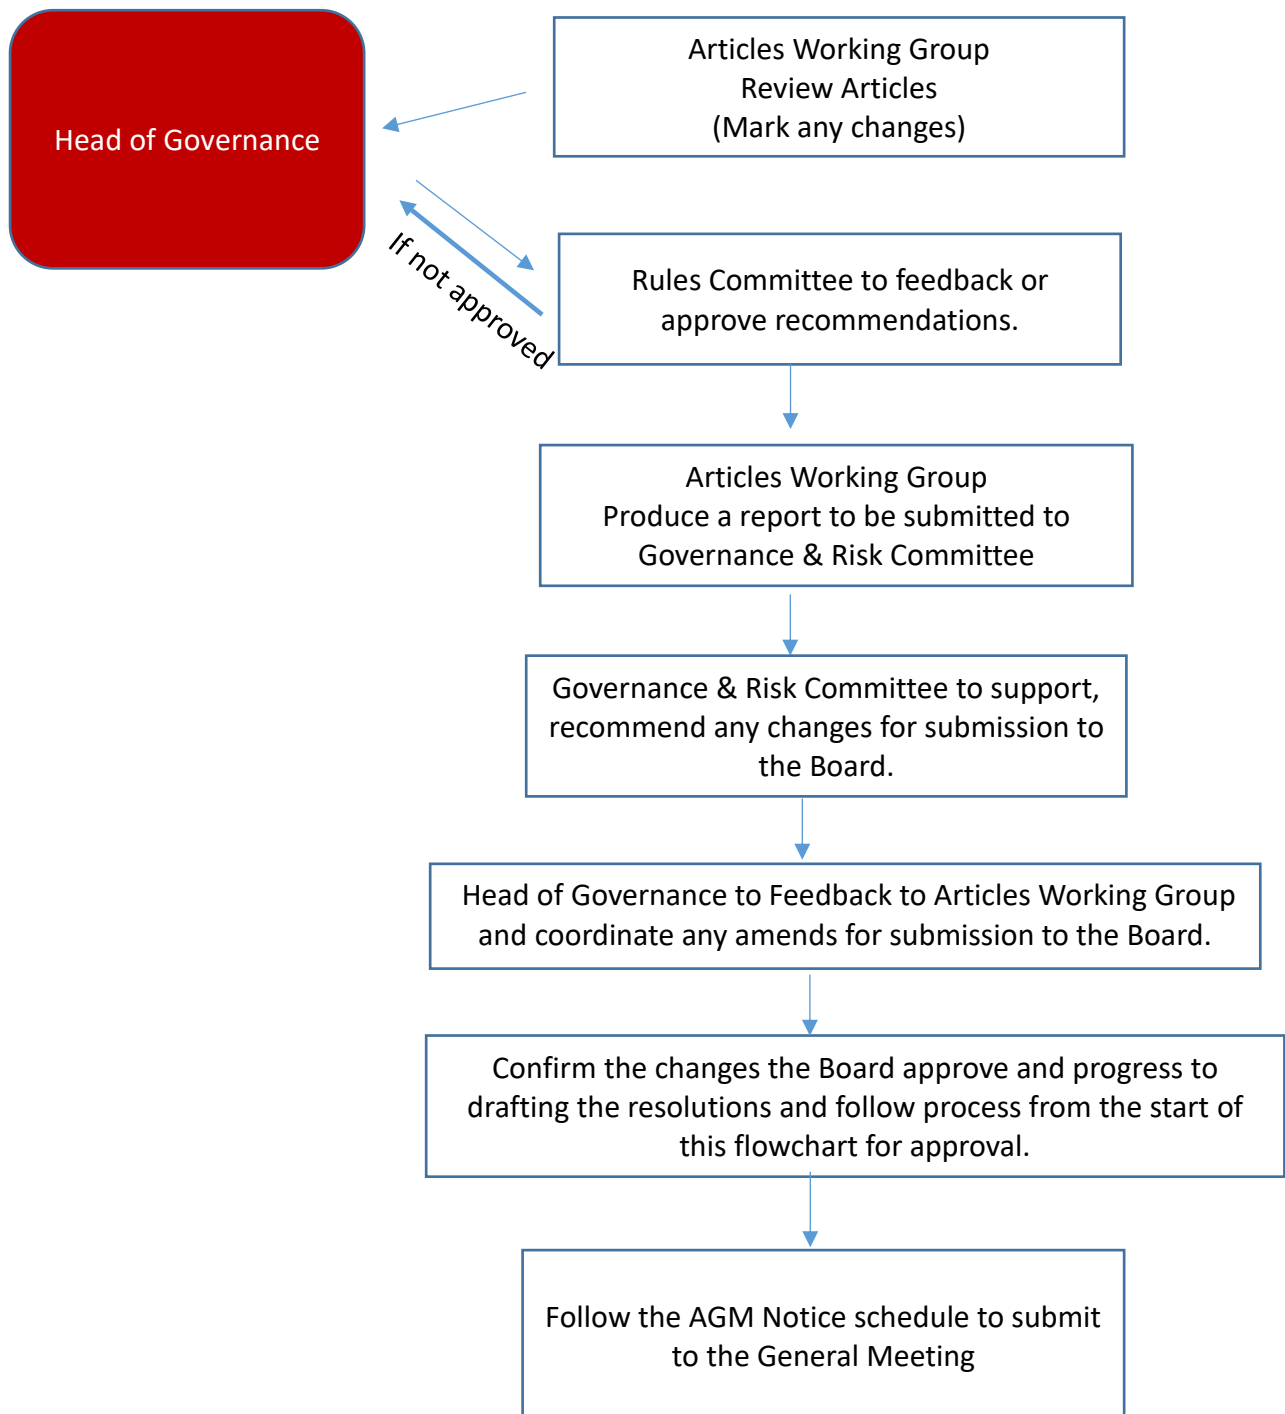 Head of Governance
Articles Working Group
Review Articles
(Mark any changes)
If not approved
Rules Committee to feedback or
approve recommendations.
Articles Working Group
Produce a report to be submitted to
Governance & Risk Committee
Governance & Risk Committee to support,
recommend any changes for submission to
the Board.
Head of Governance to Feedback to Articles Working Group
and coordinate any amends for submission to the Board.
Confirm the changes the Board approve and progress to
drafting the resolutions and follow process from the start of
this flowchart for approval.
Follow the AGM Notice schedule to submit
to the General Meeting